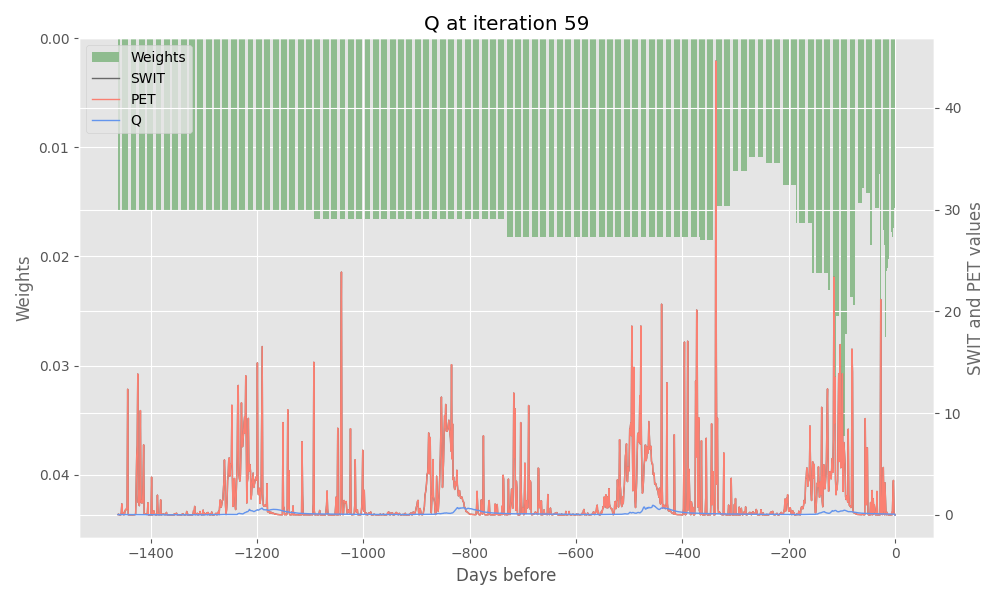 Q at iteration 59
Weights
SWIT
PET
Q
0.00
0.01
0.02
0.03
0.04
Weights
40
30
20
10
0
SWIT and PET values
−1400
−1200
−1000
−800
−600
−400
−200
0
Days before